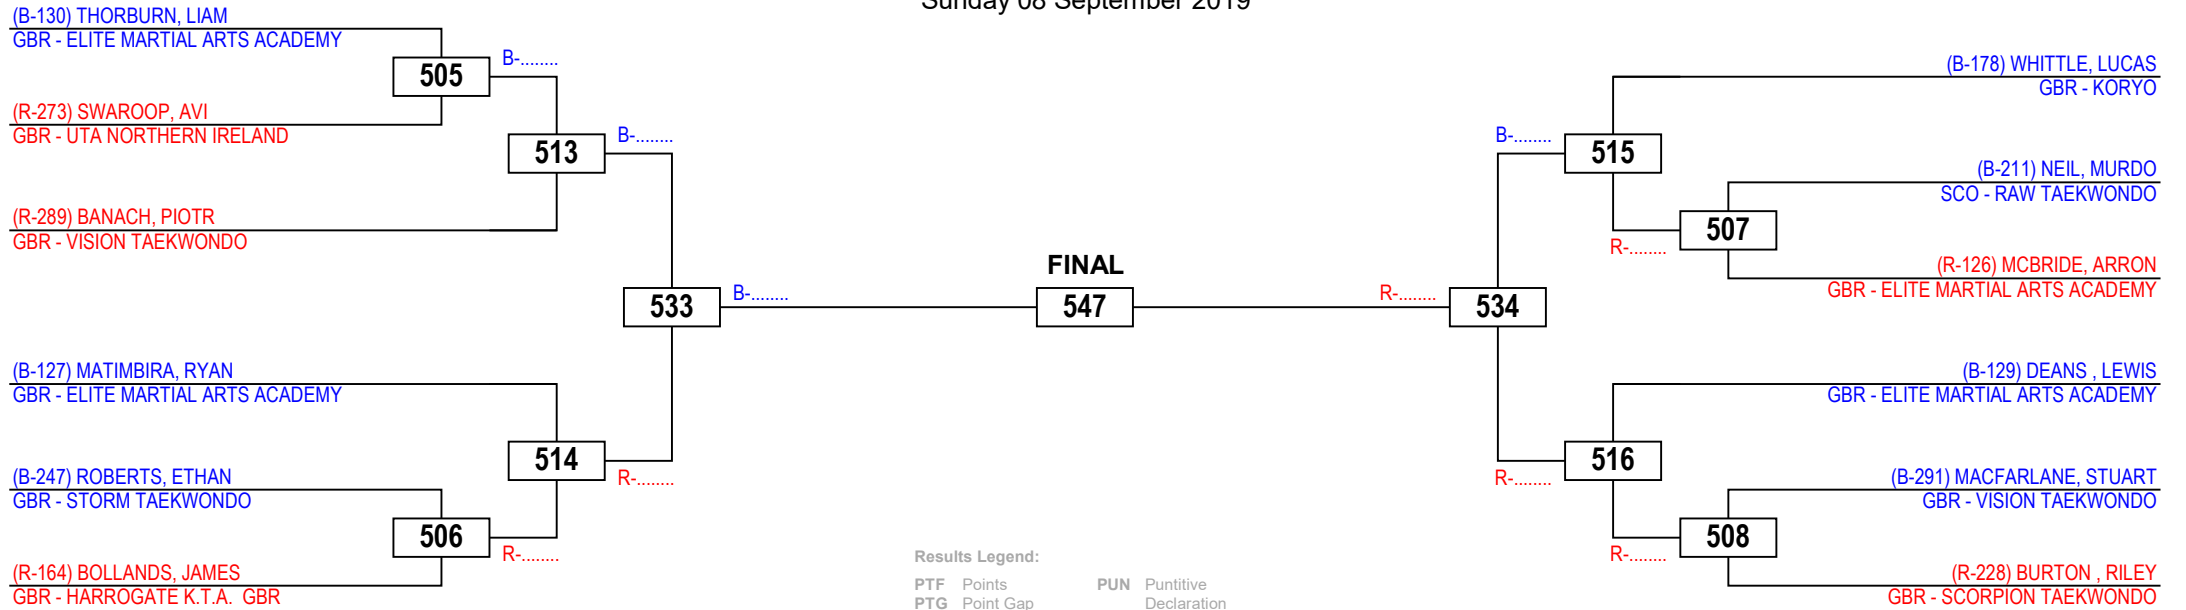 Sunday 08 September 2019
(B-130) THORBURN, LIAM
GBR - ELITE MARTIAL ARTS ACADEMY
505
B-........
(R-273) SWAROOP, AVI
GBR - UTA NORTHERN IRELAND
513
B-........
(R-289) BANACH, PIOTR
GBR - VISION TAEKWONDO
533
B-........
(B-127) MATIMBIRA, RYAN
GBR - ELITE MARTIAL ARTS ACADEMY
514
R-........
(B-247) ROBERTS, ETHAN
GBR - STORM TAEKWONDO
506
R-........
(R-164) BOLLANDS, JAMES
GBR - HARROGATE K.T.A. GBR
FINAL
547
(B-178) WHITTLE, LUCAS
GBR - KORYO
B-........
515
(B-211) NEIL, MURDO
SCO - RAW TAEKWONDO
507
R-........
(R-126) MCBRIDE, ARRON
GBR - ELITE MARTIAL ARTS ACADEMY
R-........
534
(B-129) DEANS , LEWIS
GBR - ELITE MARTIAL ARTS ACADEMY
516
R-........
(B-291) MACFARLANE, STUART
GBR - VISION TAEKWONDO
508
R-........
(R-228) BURTON , RILEY
GBR - SCORPION TAEKWONDO
Results Legend:
PTF Points PUN Puntitive
PTG Point Gap Declaration